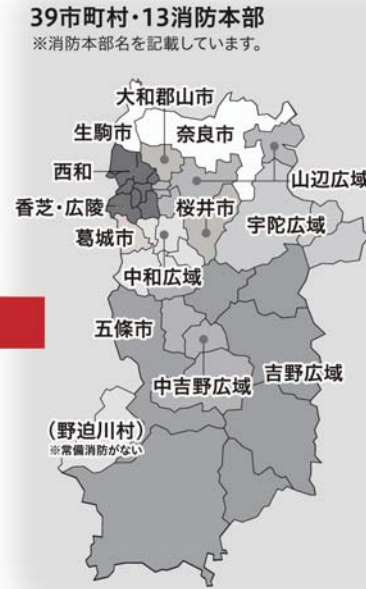 39市町村・13消防本部
※消防本部名を記載しています。
大和郡山市
生駒市
奈良市
西和
山辺広域
香芝・広陵
桜井市
葛城市
宇陀広域
中和広域
五條市
中吉野広域
吉野広域
(野迫川村)
※常備消防がない